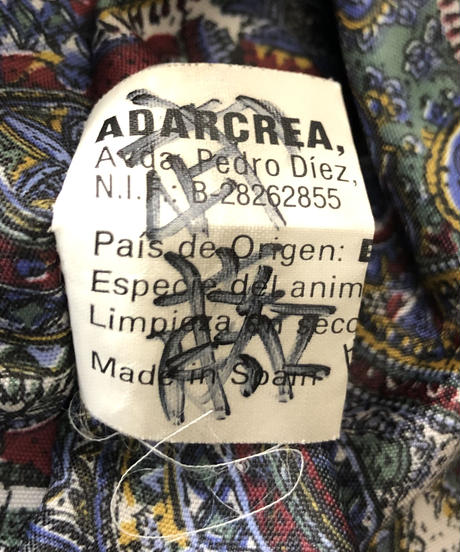 ADARCREA,
Avda. Pedro Díez,
N.I.F.: B-28262855
País de Origen: E
Especie del anim
Limpieza en seco
Made in Spain